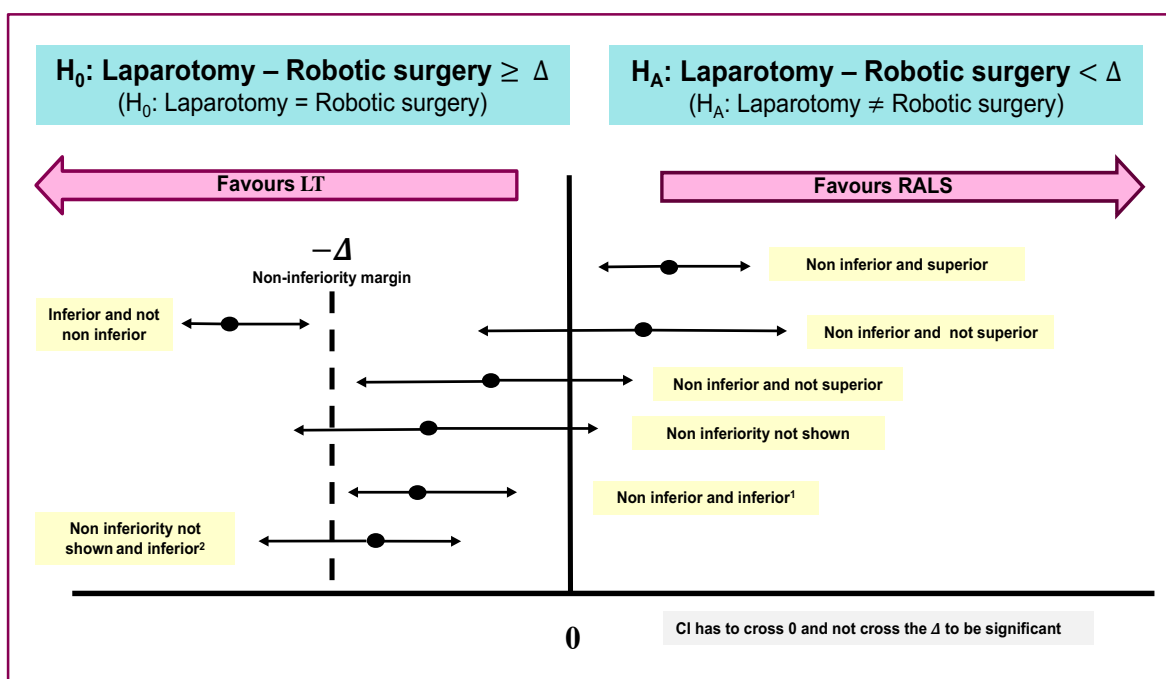 H₀: Laparotomy – Robotic surgery ≥ Δ
(H₀: Laparotomy = Robotic surgery)
H_A: Laparotomy – Robotic surgery < Δ
(H_A: Laparotomy ≠ Robotic surgery)
Favours LT
Favours RALS
−Δ
Non-inferiority margin
Non inferior and superior
Inferior and not
non inferior
Non inferior and not superior
Non inferior and not superior
Non inferiority not shown
Non inferior and inferior¹
Non inferiority not
shown and inferior²
0
CI has to cross 0 and not cross the Δ to be significant